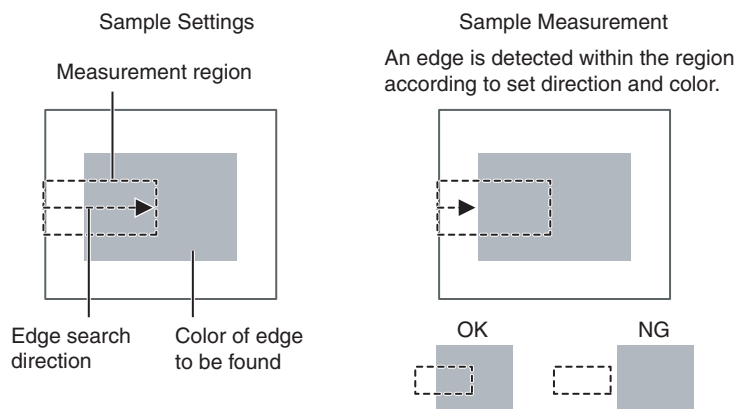 Sample Settings
Measurement region
Edge search
direction
Color of edge
to be found
Sample Measurement
An edge is detected within the region
according to set direction and color.
OK
NG